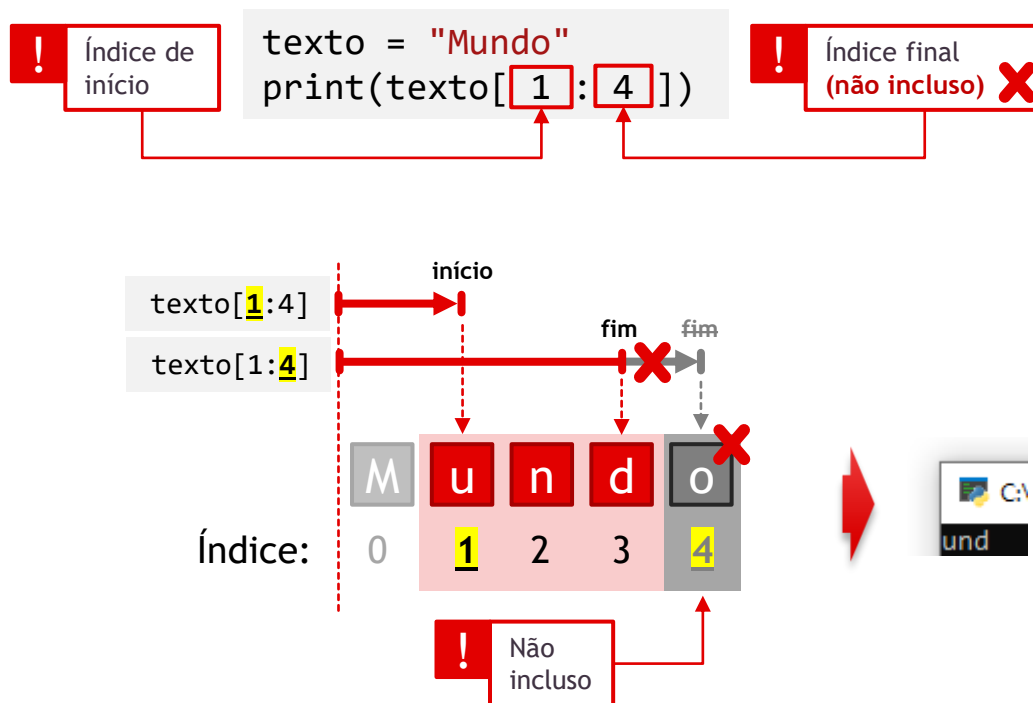 !
Índice de
início
texto = "Mundo"
print(texto[ 1 : 4 ])
!
Índice final
(não incluso)
início
texto[1:4]
fim
fim
texto[1:4]
M u n d o
Índice: 0 1 2 3 4
C:\
und
!
Não
incluso